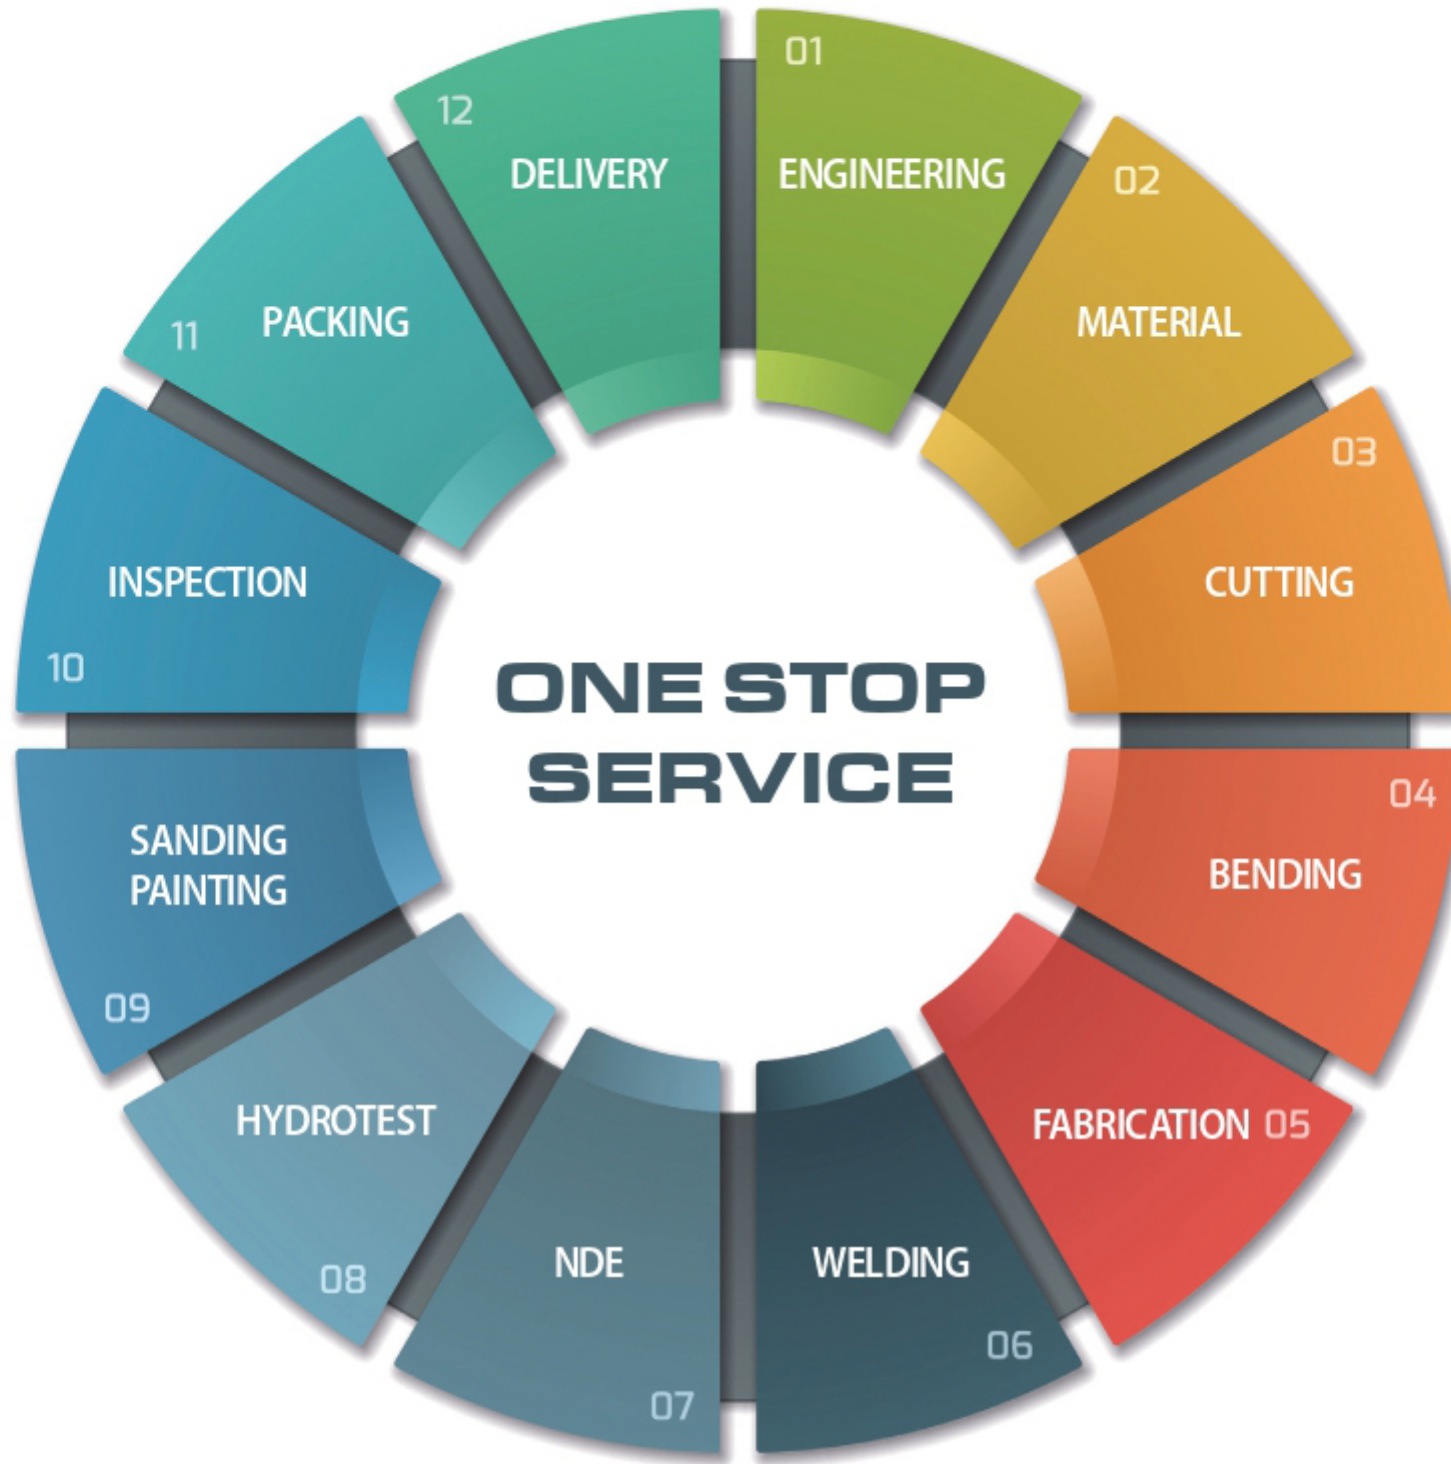 01
ENGINEERING
02
MATERIAL
03
CUTTING
04
BENDING
FABRICATION 05
WELDING
06
NDE
07
HYDROTEST
08
SANDING
PAINTING
09
INSPECTION
10
PACKING
11
12
DELIVERY
ONE STOP
SERVICE